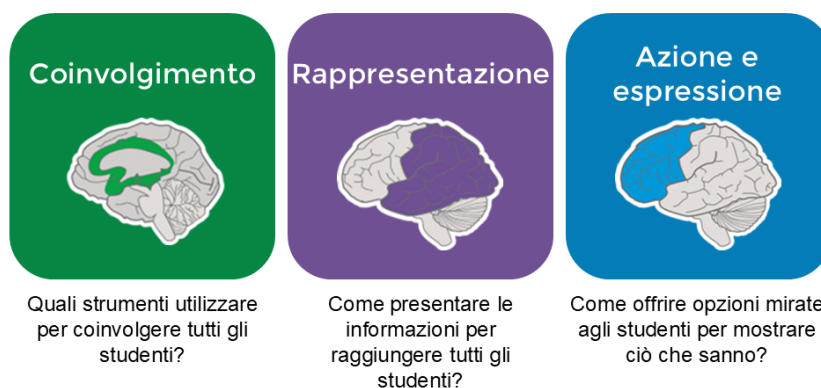 Coinvolgimento
Rappresentazione
Azione e
espressione
Quali strumenti utilizzare
per coinvolgere tutti gli
studenti?
Come presentare le
informazioni per
raggiungere tutti gli
studenti?
Come offrire opzioni mirate
agli studenti per mostrare
ciò che sanno?